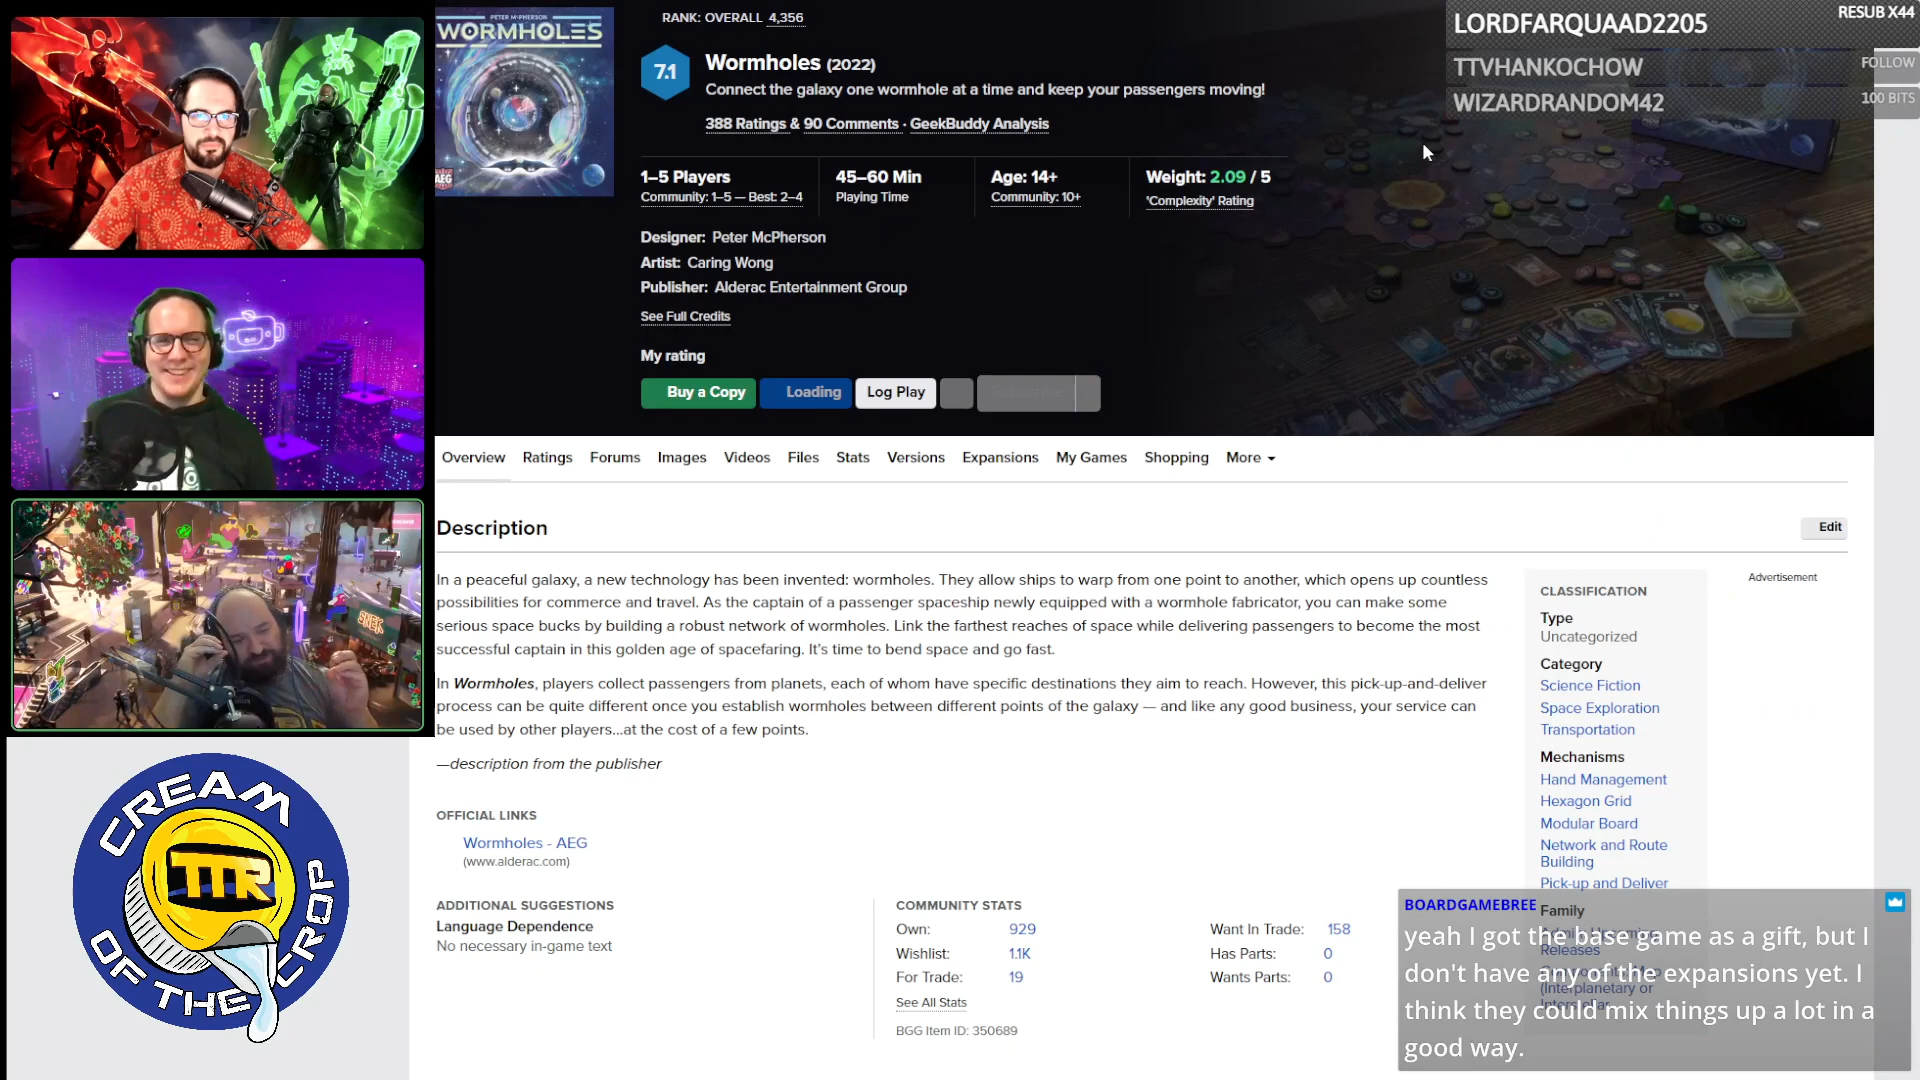 PETER McPHERSON
WORMHOLES
AEG
RANK: OVERALL 4,356
7.1
Wormholes (2022)
Connect the galaxy one wormhole at a time and keep your passengers moving!
388 Ratings & 90 Comments · GeekBuddy Analysis
1–5 Players
Community: 1–5 — Best: 2–4
45–60 Min
Playing Time
Age: 14+
Community: 10+
Weight: 2.09 / 5
'Complexity' Rating
Designer: Peter McPherson
Artist: Caring Wong
Publisher: Alderac Entertainment Group
See Full Credits
My rating
Buy a Copy
Loading
Log Play
LORDFARQUAAD2205
RESUB X44
TTVHANKOCHOW
FOLLOW
WIZARDRANDOM42
100 BITS
Overview
Ratings
Forums
Images
Videos
Files
Stats
Versions
Expansions
My Games
Shopping
More
Description
Edit
In a peaceful galaxy, a new technology has been invented: wormholes. They allow ships to warp from one point to another, which opens up countless
possibilities for commerce and travel. As the captain of a passenger spaceship newly equipped with a wormhole fabricator, you can make some
serious space bucks by building a robust network of wormholes. Link the farthest reaches of space while delivering passengers to become the most
successful captain in this golden age of spacefaring. It's time to bend space and go fast.
In Wormholes, players collect passengers from planets, each of whom have specific destinations they aim to reach. However, this pick-up-and-deliver
process can be quite different once you establish wormholes between different points of the galaxy — and like any good business, your service can
be used by other players...at the cost of a few points.
—description from the publisher
OFFICIAL LINKS
Wormholes - AEG
(www.alderac.com)
ADDITIONAL SUGGESTIONS
Language Dependence
No necessary in-game text
COMMUNITY STATS
Own: 929
Wishlist: 1.1K
For Trade: 19
See All Stats
BGG Item ID: 350689
Want In Trade: 158
Has Parts: 0
Wants Parts: 0
CLASSIFICATION
Type
Uncategorized
Category
Science Fiction
Space Exploration
Transportation
Mechanisms
Hand Management
Hexagon Grid
Modular Board
Network and Route
Building
Pick-up and Deliver
Family
Releases
(Interplanetary or
Advertisement
BOARDGAMEBREE
yeah I got the base game as a gift, but I
don't have any of the expansions yet. I
think they could mix things up a lot in a
good way.
SNEK
CREAM
OF THE CROP
TTR